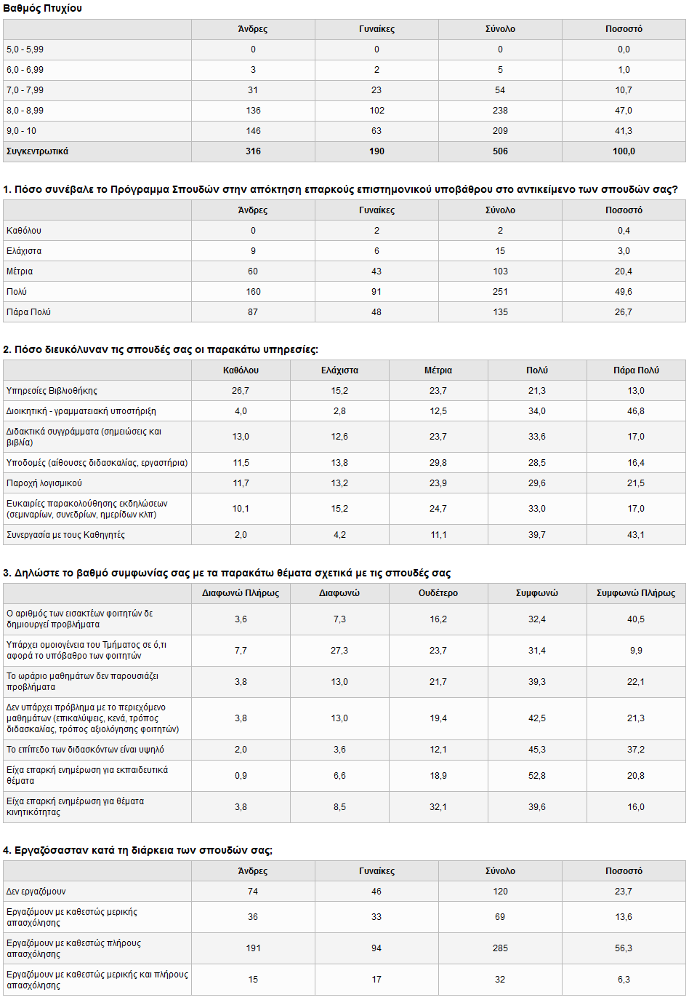 Βαθμός Πτυχίου
Άνδρες Γυναίκες Σύνολο Ποσοστό
5,0 - 5,99 0 0 0 0,0
6,0 - 6,99 3 2 5 1,0
7,0 - 7,99 31 23 54 10,7
8,0 - 8,99 136 102 238 47,0
9,0 - 10 146 63 209 41,3
Συγκεντρωτικά 316 190 506 100,0
1. Πόσο συνέβαλε το Πρόγραμμα Σπουδών στην απόκτηση επαρκούς επιστημονικού υποβάθρου στο αντικείμενο των σπουδών σας?
Άνδρες Γυναίκες Σύνολο Ποσοστό
Καθόλου 0 2 2 0,4
Ελάχιστα 9 6 15 3,0
Μέτρια 60 43 103 20,4
Πολύ 160 91 251 49,6
Πάρα Πολύ 87 48 135 26,7
2. Πόσο διευκόλυναν τις σπουδές σας οι παρακάτω υπηρεσίες:
Καθόλου Ελάχιστα Μέτρια Πολύ Πάρα Πολύ
Υπηρεσίες Βιβλιοθήκης 26,7 15,2 23,7 21,3 13,0
Διοικητική - γραμματειακή υποστήριξη 4,0 2,8 12,5 34,0 46,8
Διδακτικά συγγράμματα (σημειώσεις και
βιβλία) 13,0 12,6 23,7 33,6 17,0
Υποδομές (αίθουσες διδασκαλίας, εργαστήρια) 11,5 13,8 29,8 28,5 16,4
Παροχή λογισμικού 11,7 13,2 23,9 29,6 21,5
Ευκαιρίες παρακολούθησης εκδηλώσεων
(σεμιναρίων, συνεδρίων, ημερίδων κλπ) 10,1 15,2 24,7 33,0 17,0
Συνεργασία με τους Καθηγητές 2,0 4,2 11,1 39,7 43,1
3. Δηλώστε το βαθμό συμφωνίας σας με τα παρακάτω θέματα σχετικά με τις σπουδές σας
Διαφωνώ Πλήρως Διαφωνώ Ουδέτερο Συμφωνώ Συμφωνώ Πλήρως
Ο αριθμός των εισακτέων φοιτητών δε
δημιουργεί προβλήματα 3,6 7,3 16,2 32,4 40,5
Υπάρχει ομοιογένεια του Τμήματος σε ό,τι
αφορά το υπόβαθρο των φοιτητών 7,7 27,3 23,7 31,4 9,9
Το ωράριο μαθημάτων δεν παρουσιάζει
προβλήματα 3,8 13,0 21,7 39,3 22,1
Δεν υπάρχει πρόβλημα με το περιεχόμενο
μαθημάτων (επικαλύψεις, κενά, τρόπος
διδασκαλίας, τρόπος αξιολόγησης φοιτητών) 3,8 13,0 19,4 42,5 21,3
Το επίπεδο των διδασκόντων είναι υψηλό 2,0 3,6 12,1 45,3 37,2
Είχα επαρκή ενημέρωση για εκπαιδευτικά
θέματα 0,9 6,6 18,9 52,8 20,8
Είχα επαρκή ενημέρωση για θέματα
κινητικότητας 3,8 8,5 32,1 39,6 16,0
4. Εργαζόσασταν κατά τη διάρκεια των σπουδών σας;
Άνδρες Γυναίκες Σύνολο Ποσοστό
Δεν εργαζόμουν 74 46 120 23,7
Εργαζόμουν με καθεστώς μερικής
απασχόλησης 36 33 69 13,6
Εργαζόμουν με καθεστώς πλήρους
απασχόλησης 191 94 285 56,3
Εργαζόμουν με καθεστώς μερικής και πλήρους
απασχόλησης 15 17 32 6,3